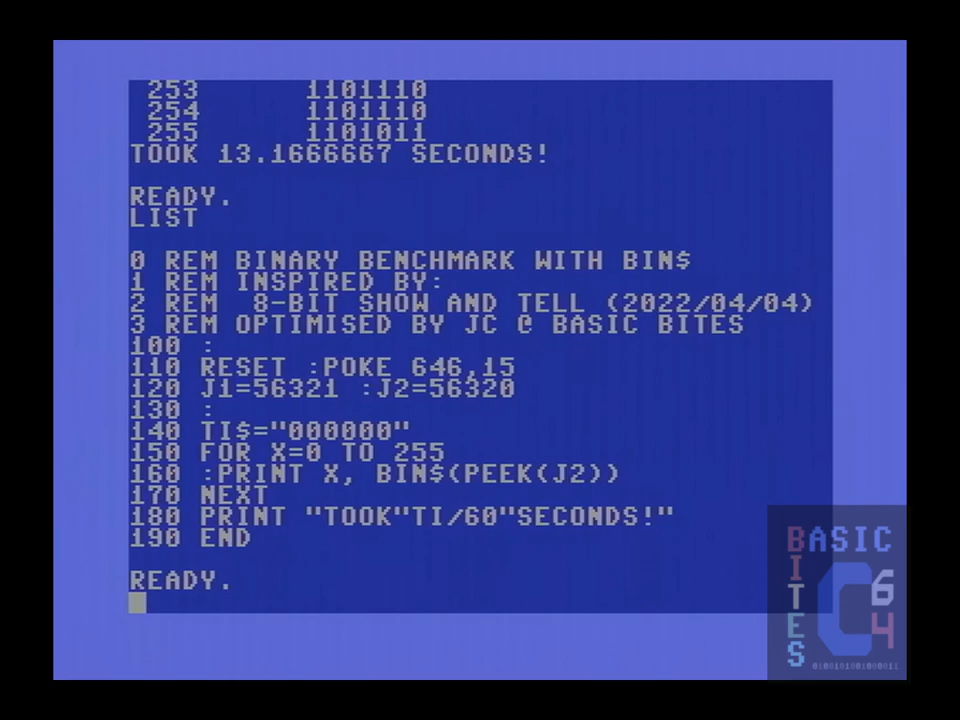 253      1101110
254      1101110
255      1101011
TOOK 13.1666667 SECONDS!
READY.
LIST
0 REM BINARY BENCHMARK WITH BIN$
1 REM INSPIRED BY:
2 REM  8-BIT SHOW AND TELL (2022/04/04)
3 REM OPTIMISED BY JC @ BASIC BITES
100 :
110 RESET :POKE 646,15
120 J1=56321 :J2=56320
130 :
140 TI$="000000"
150 FOR X=0 TO 255
160 :PRINT X, BIN$(PEEK(J2))
170 NEXT
180 PRINT "TOOK"TI/60"SECONDS!"
190 END
READY.
BASIC
BITES
C64
0100101001000011